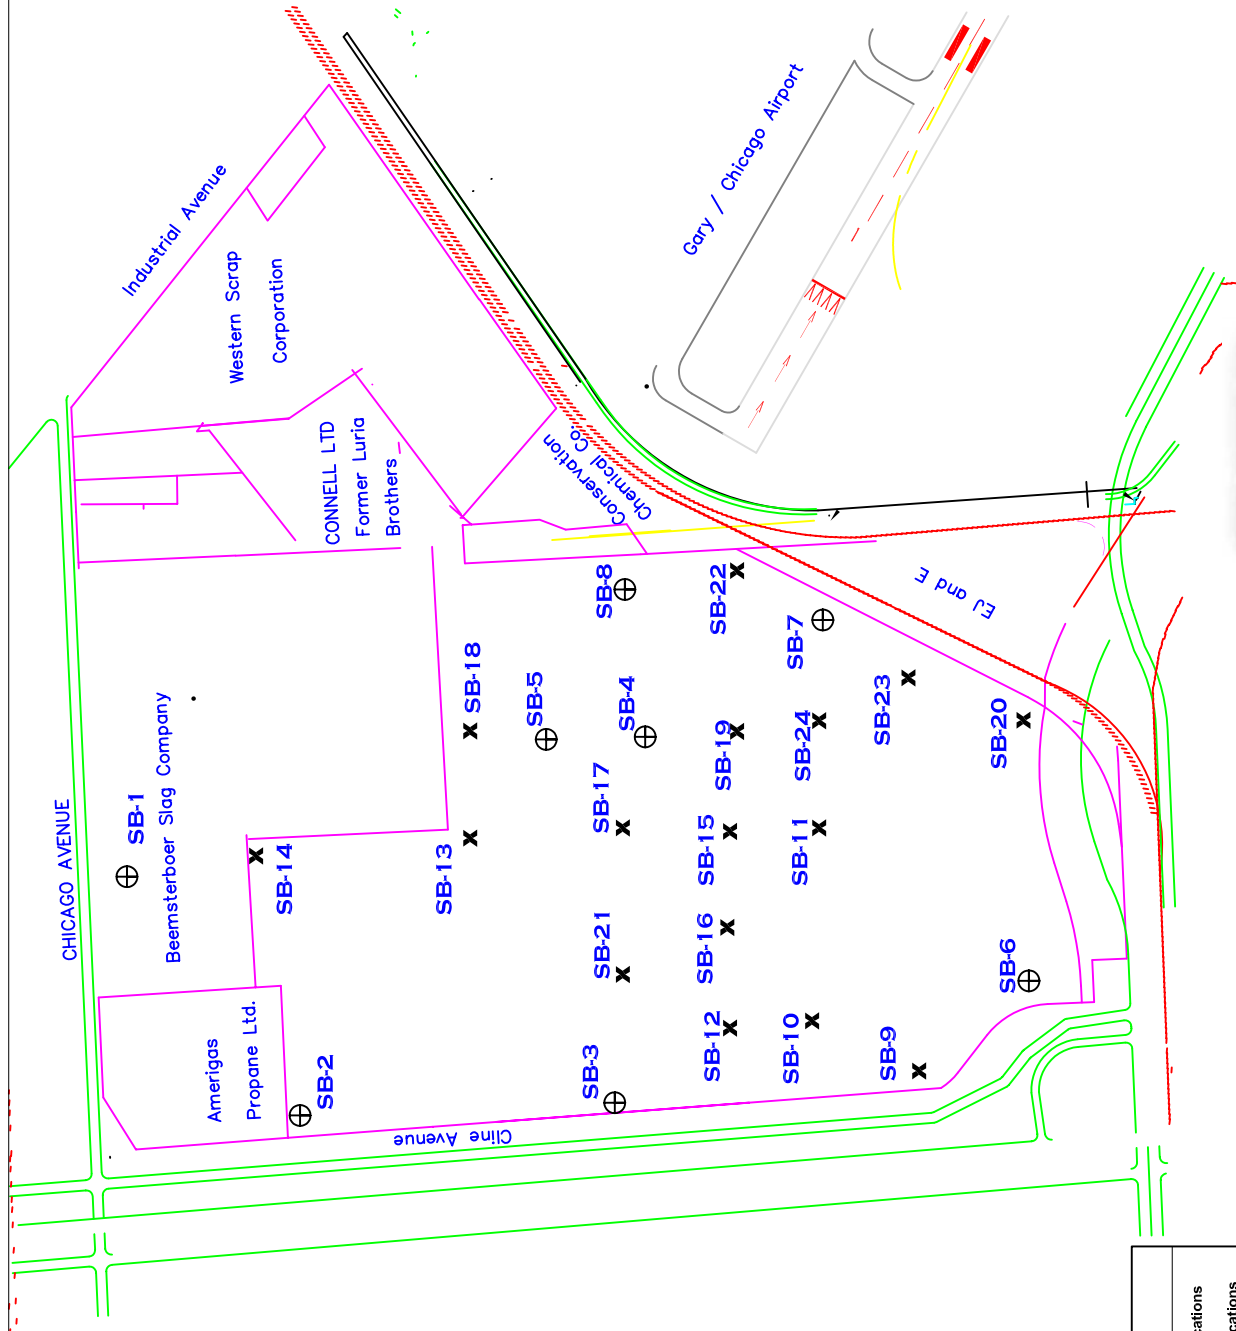 Industrial Avenue
Western Scrap
Corporation
Gary / Chicago Airport
CONNELL LTD
Former Luria
Brothers
Conservation
Chemical Co.
EJ and E
CHICAGO AVENUE
Beemsterboer Slag Company
Amerigas
Propane Ltd.
Cline Avenue
SB-1
SB-2
SB-3
SB-4
SB-5
SB-6
SB-7
SB-8
SB-9
SB-10
SB-11
SB-12
SB-13
SB-14
SB-15
SB-16
SB-17
SB-18
SB-19
SB-20
SB-21
SB-22
SB-23
SB-24
cations
cations